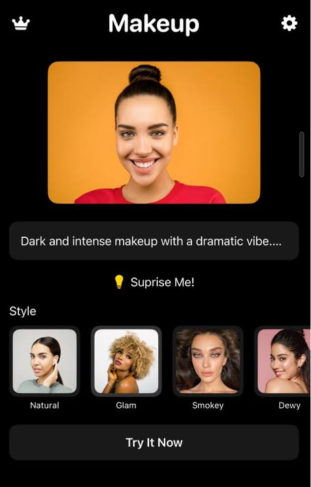 Makeup
Dark and intense makeup with a dramatic vibe....
Suprise Me!
Style
Natural
Glam
Smokey
Dewy
Try It Now